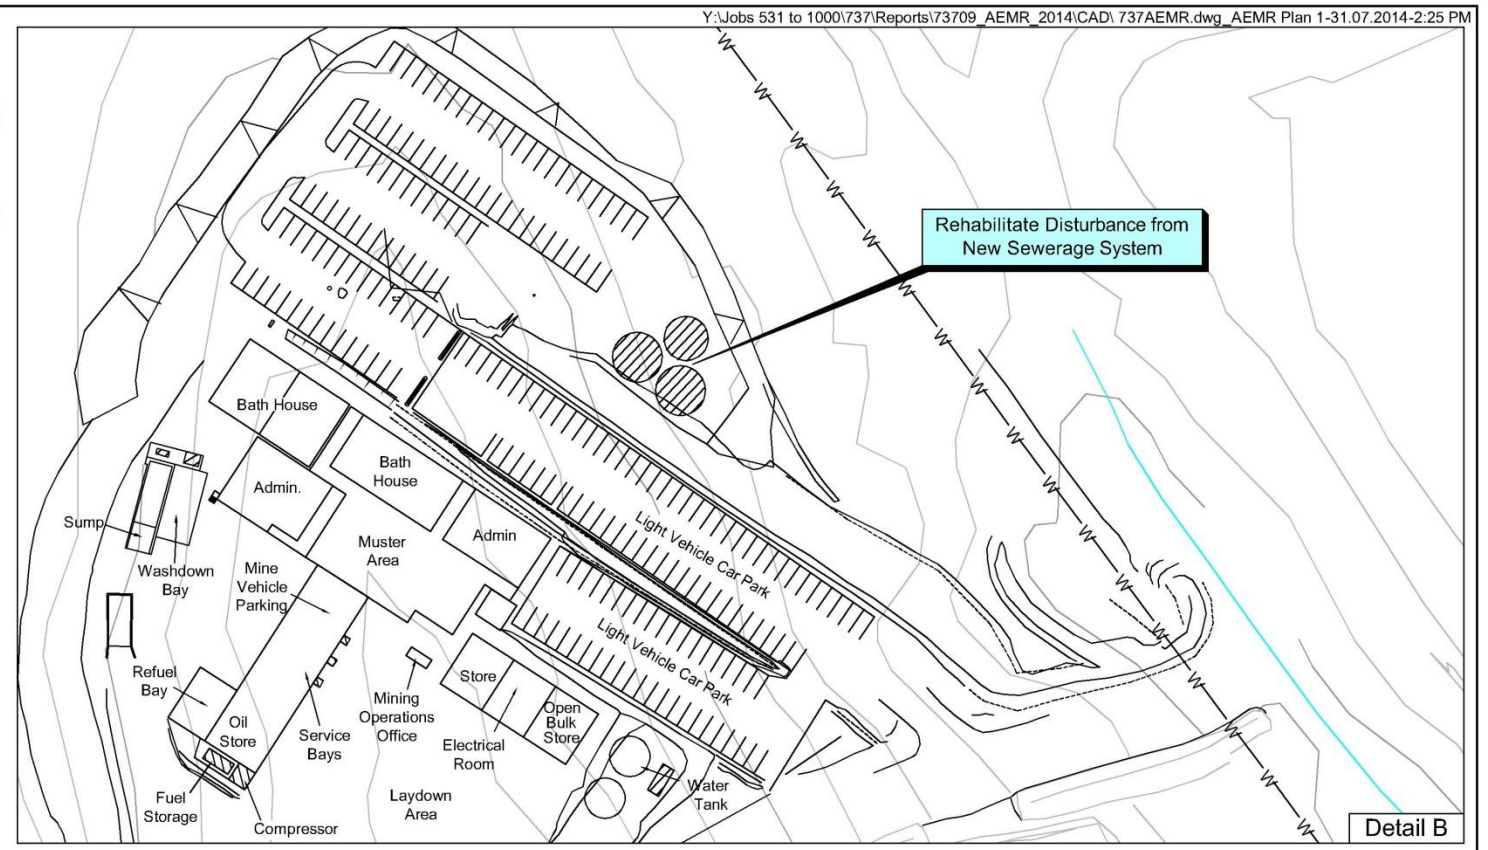 Y:\Jobs 531 to 1000\737\Reports\73709_AEMR_2014\CAD\ 737AEMR.dwg_AEMR Plan 1-31.07.2014-2:25 PM
W
W
W
W
W
W
Rehabilitate Disturbance from
New Sewerage System
W
W
W
W
W
W
W
W
W
W
W
Bath House
Bath
House
Admin.
Admin
Sump
Washdown
Bay
Mine
Vehicle
Parking
Muster
Area
Light Vehicle Car Park
Light Vehicle Car Park
Refuel
Bay
Oil
Store
Service
Bays
Mining
Operations
Office
Store
Electrical
Room
Open
Bulk
Store
Fuel
Storage
Compressor
Laydown
Area
Water
Tank
Detail B